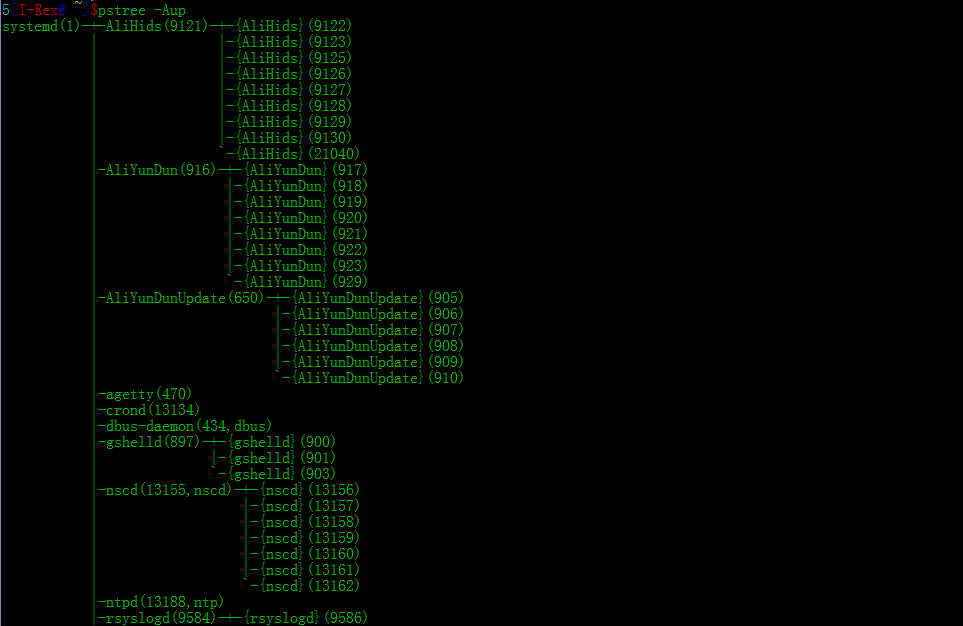 5 T-Rex@ ~ $pstree -Aup
systemd(1)-+-AliHids(9121)-+-{AliHids}(9122)
           |               |-{AliHids}(9123)
           |               |-{AliHids}(9125)
           |               |-{AliHids}(9126)
           |               |-{AliHids}(9127)
           |               |-{AliHids}(9128)
           |               |-{AliHids}(9129)
           |               |-{AliHids}(9130)
           |               `-{AliHids}(21040)
           |-AliYunDun(916)-+-{AliYunDun}(917)
           |                |-{AliYunDun}(918)
           |                |-{AliYunDun}(919)
           |                |-{AliYunDun}(920)
           |                |-{AliYunDun}(921)
           |                |-{AliYunDun}(922)
           |                |-{AliYunDun}(923)
           |                `-{AliYunDun}(929)
           |-AliYunDunUpdate(650)-+-{AliYunDunUpdate}(905)
           |                      |-{AliYunDunUpdate}(906)
           |                      |-{AliYunDunUpdate}(907)
           |                      |-{AliYunDunUpdate}(908)
           |                      |-{AliYunDunUpdate}(909)
           |                      `-{AliYunDunUpdate}(910)
           |-agetty(470)
           |-crond(13134)
           |-dbus-daemon(434,dbus)
           |-gshelld(897)-+-{gshelld}(900)
           |              |-{gshelld}(901)
           |              `-{gshelld}(903)
           |-nscd(13155,nscd)-+-{nscd}(13156)
           |                  |-{nscd}(13157)
           |                  |-{nscd}(13158)
           |                  |-{nscd}(13159)
           |                  |-{nscd}(13160)
           |                  |-{nscd}(13161)
           |                  `-{nscd}(13162)
           |-ntpd(13188,ntp)
           |-rsyslogd(9584)-+-{rsyslogd}(9586)